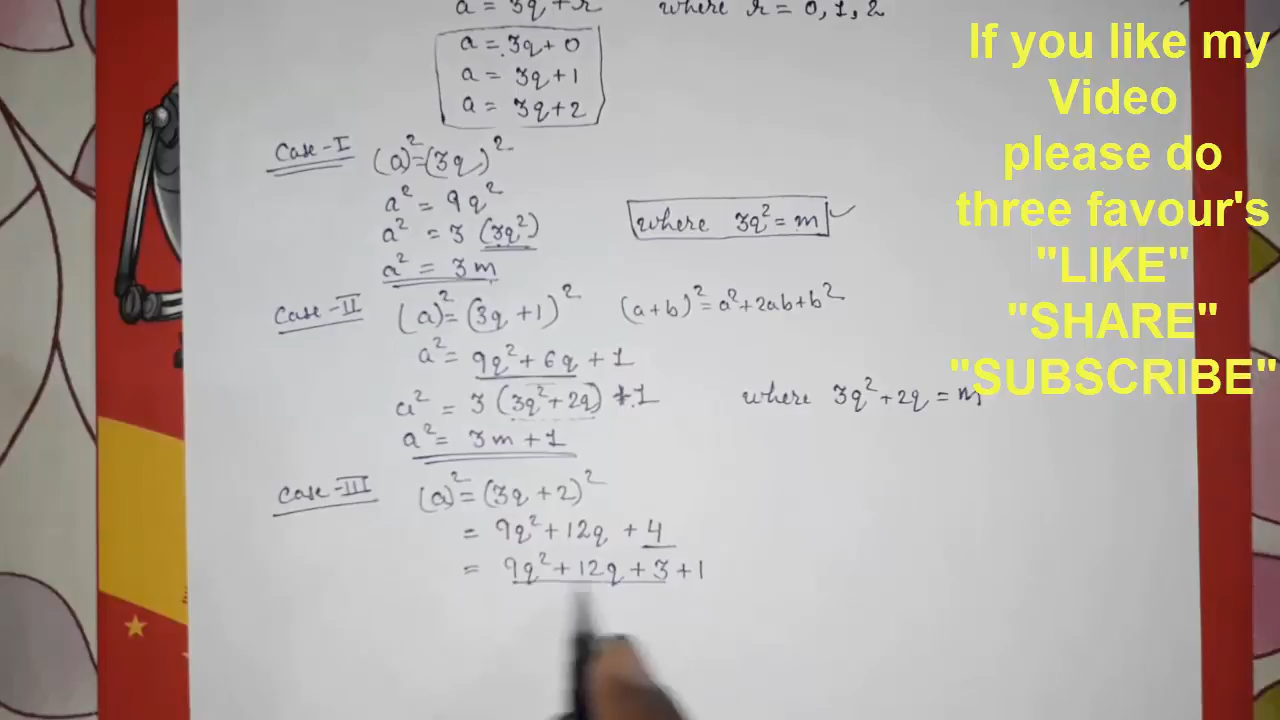 a = 3q + r where r = 0, 1, 2
a = 3q + 0
a = 3q + 1
a = 3q + 2
Case-I (a)² = (3q)²
a² = 9q²
a² = 3 (3q²) where 3q² = m
a² = 3m
Case-II (a)² = (3q + 1)² (a+b)² = a² + 2ab + b²
a² = 9q² + 6q + 1
a² = 3 (3q² + 2q) + 1 where 3q² + 2q = m
a² = 3m + 1
Case-III (a)² = (3q + 2)²
= 9q² + 12q + 4
= 9q² + 12q + 3 + 1
If you like my
Video
please do
three favour's
"LIKE"
"SHARE"
"SUBSCRIBE"